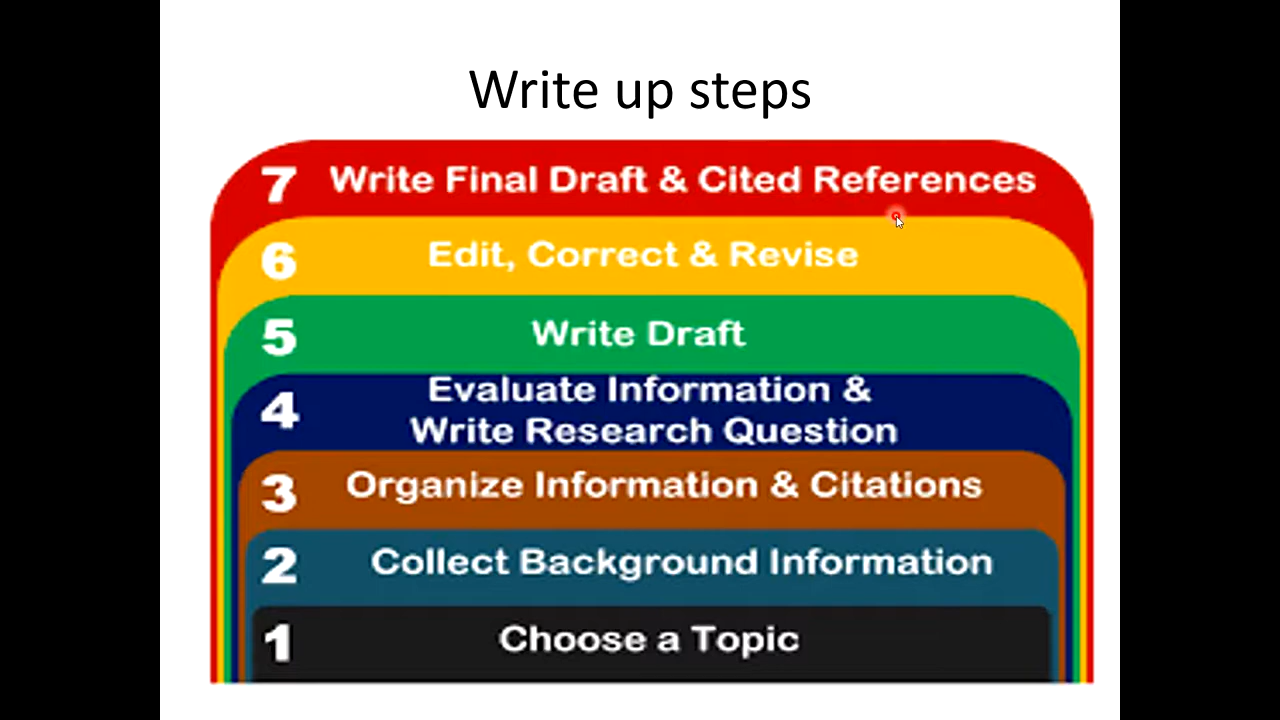 Write up steps
7 Write Final Draft & Cited References
6 Edit, Correct & Revise
5 Write Draft
4 Evaluate Information &
Write Research Question
3 Organize Information & Citations
2 Collect Background Information
1 Choose a Topic